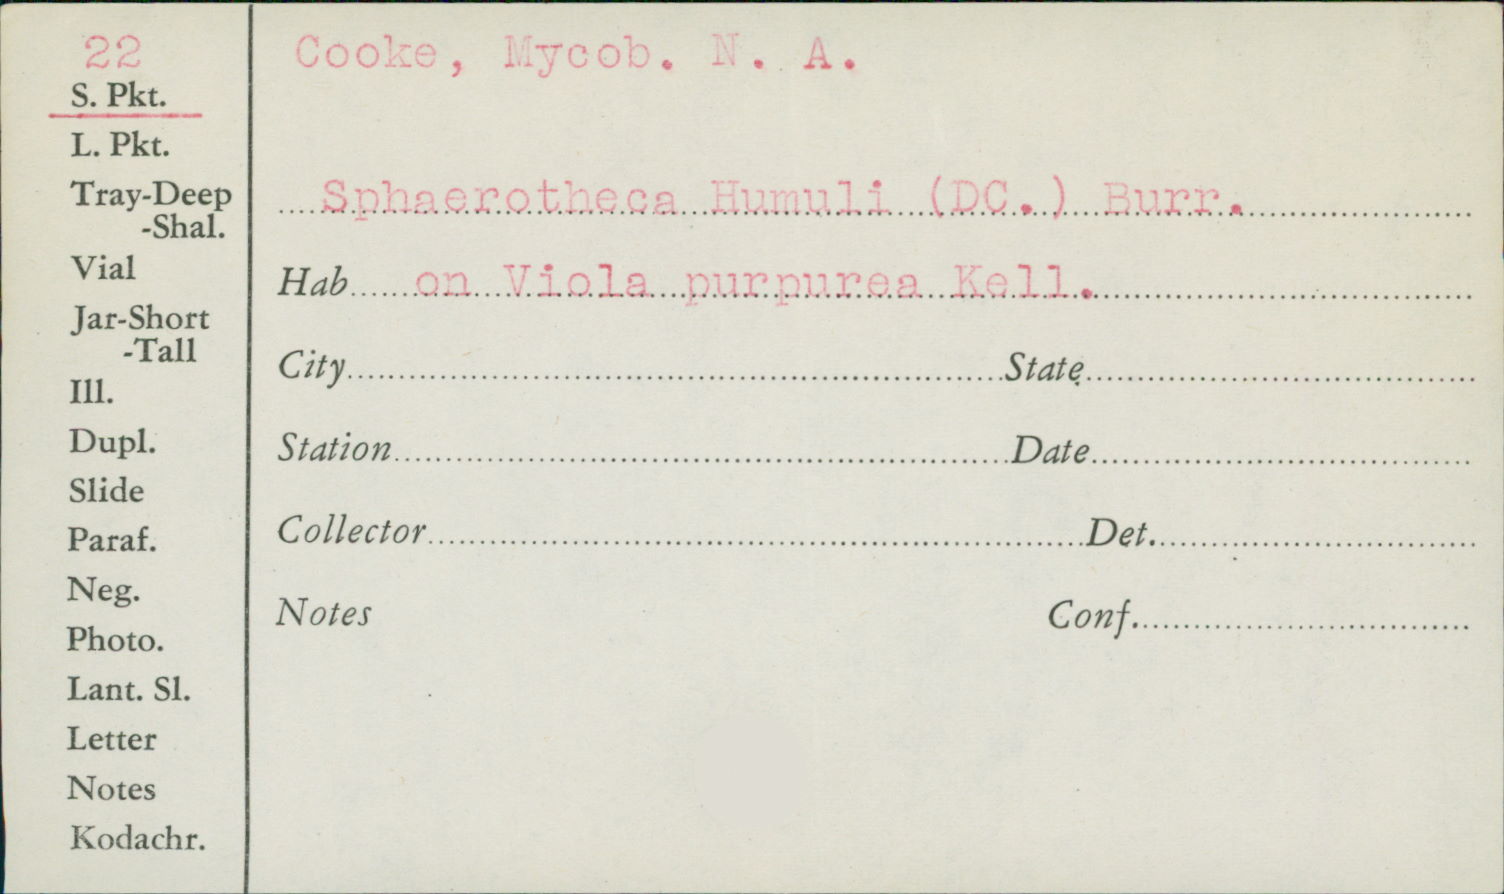 22
S. Pkt.
L. Pkt.
Tray-Deep
-Shal.
Vial
Jar-Short
-Tall
Ill.
Dupl.
Slide
Paraf.
Neg.
Photo.
Lant. Sl.
Letter
Notes
Kodachr.
Cooke, Mycob. N. A.
Sphaerotheca Humuli (DC.) Burr.
Hab on Viola purpurea Kell.
City State
Station Date
Collector Det.
Notes Conf.